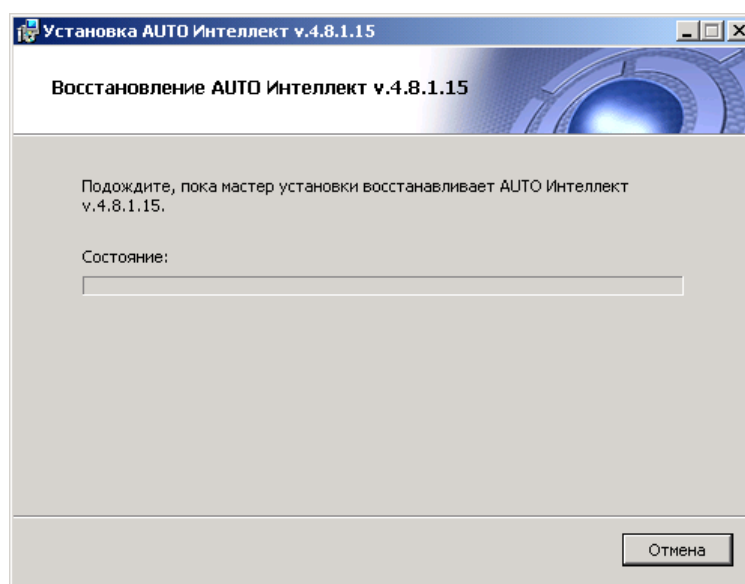 Установка AUTO Интеллект v.4.8.1.15
Восстановление AUTO Интеллект v.4.8.1.15
Подождите, пока мастер установки восстанавливает AUTO Интеллект
v.4.8.1.15.
Состояние:
Отмена